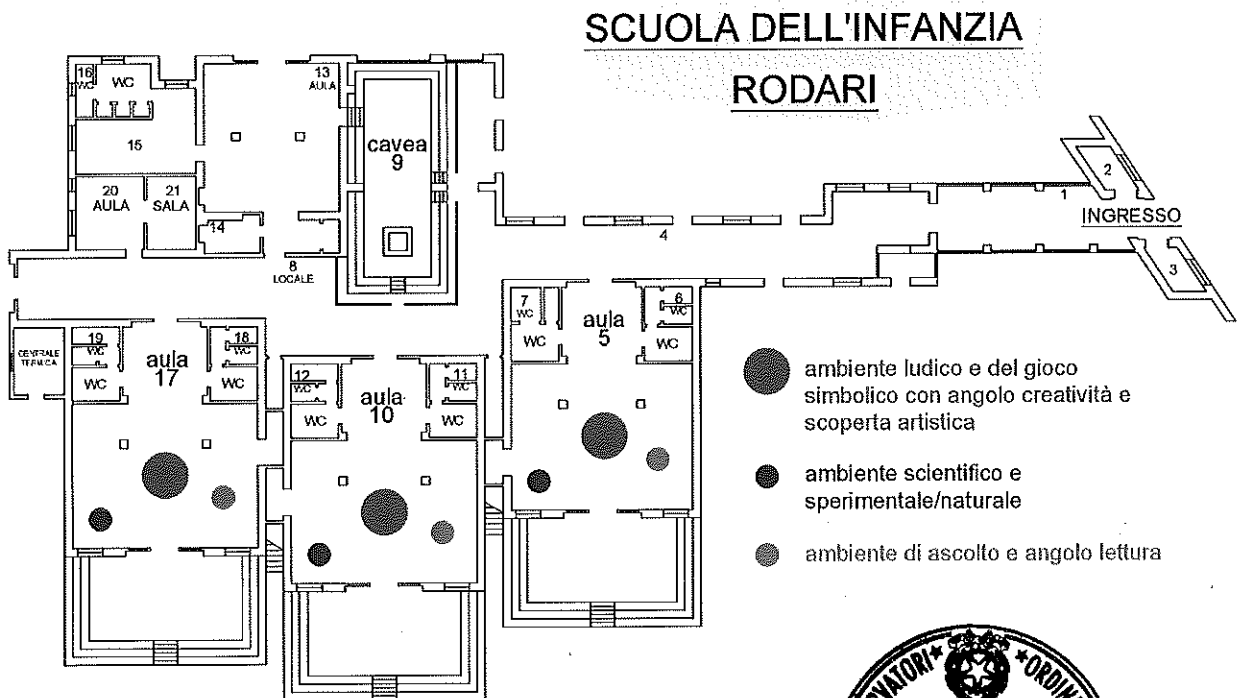 SCUOLA DELL'INFANZIA
RODARI
16
WC
WC
13
AULA
15
cavea
9
20
AULA
21
SALA
14
8
LOCALE
4
1
2
INGRESSO
3
7
WC
WC
aula
5
6
WC
WC
CENTRALE
TERMICA
19
WC
WC
aula
17
18
WC
WC
12
WC
WC
aula
10
11
WC
WC
ambiente ludico e del gioco
simbolico con angolo creatività e
scoperta artistica
ambiente scientifico e
sperimentale/naturale
ambiente di ascolto e angolo lettura